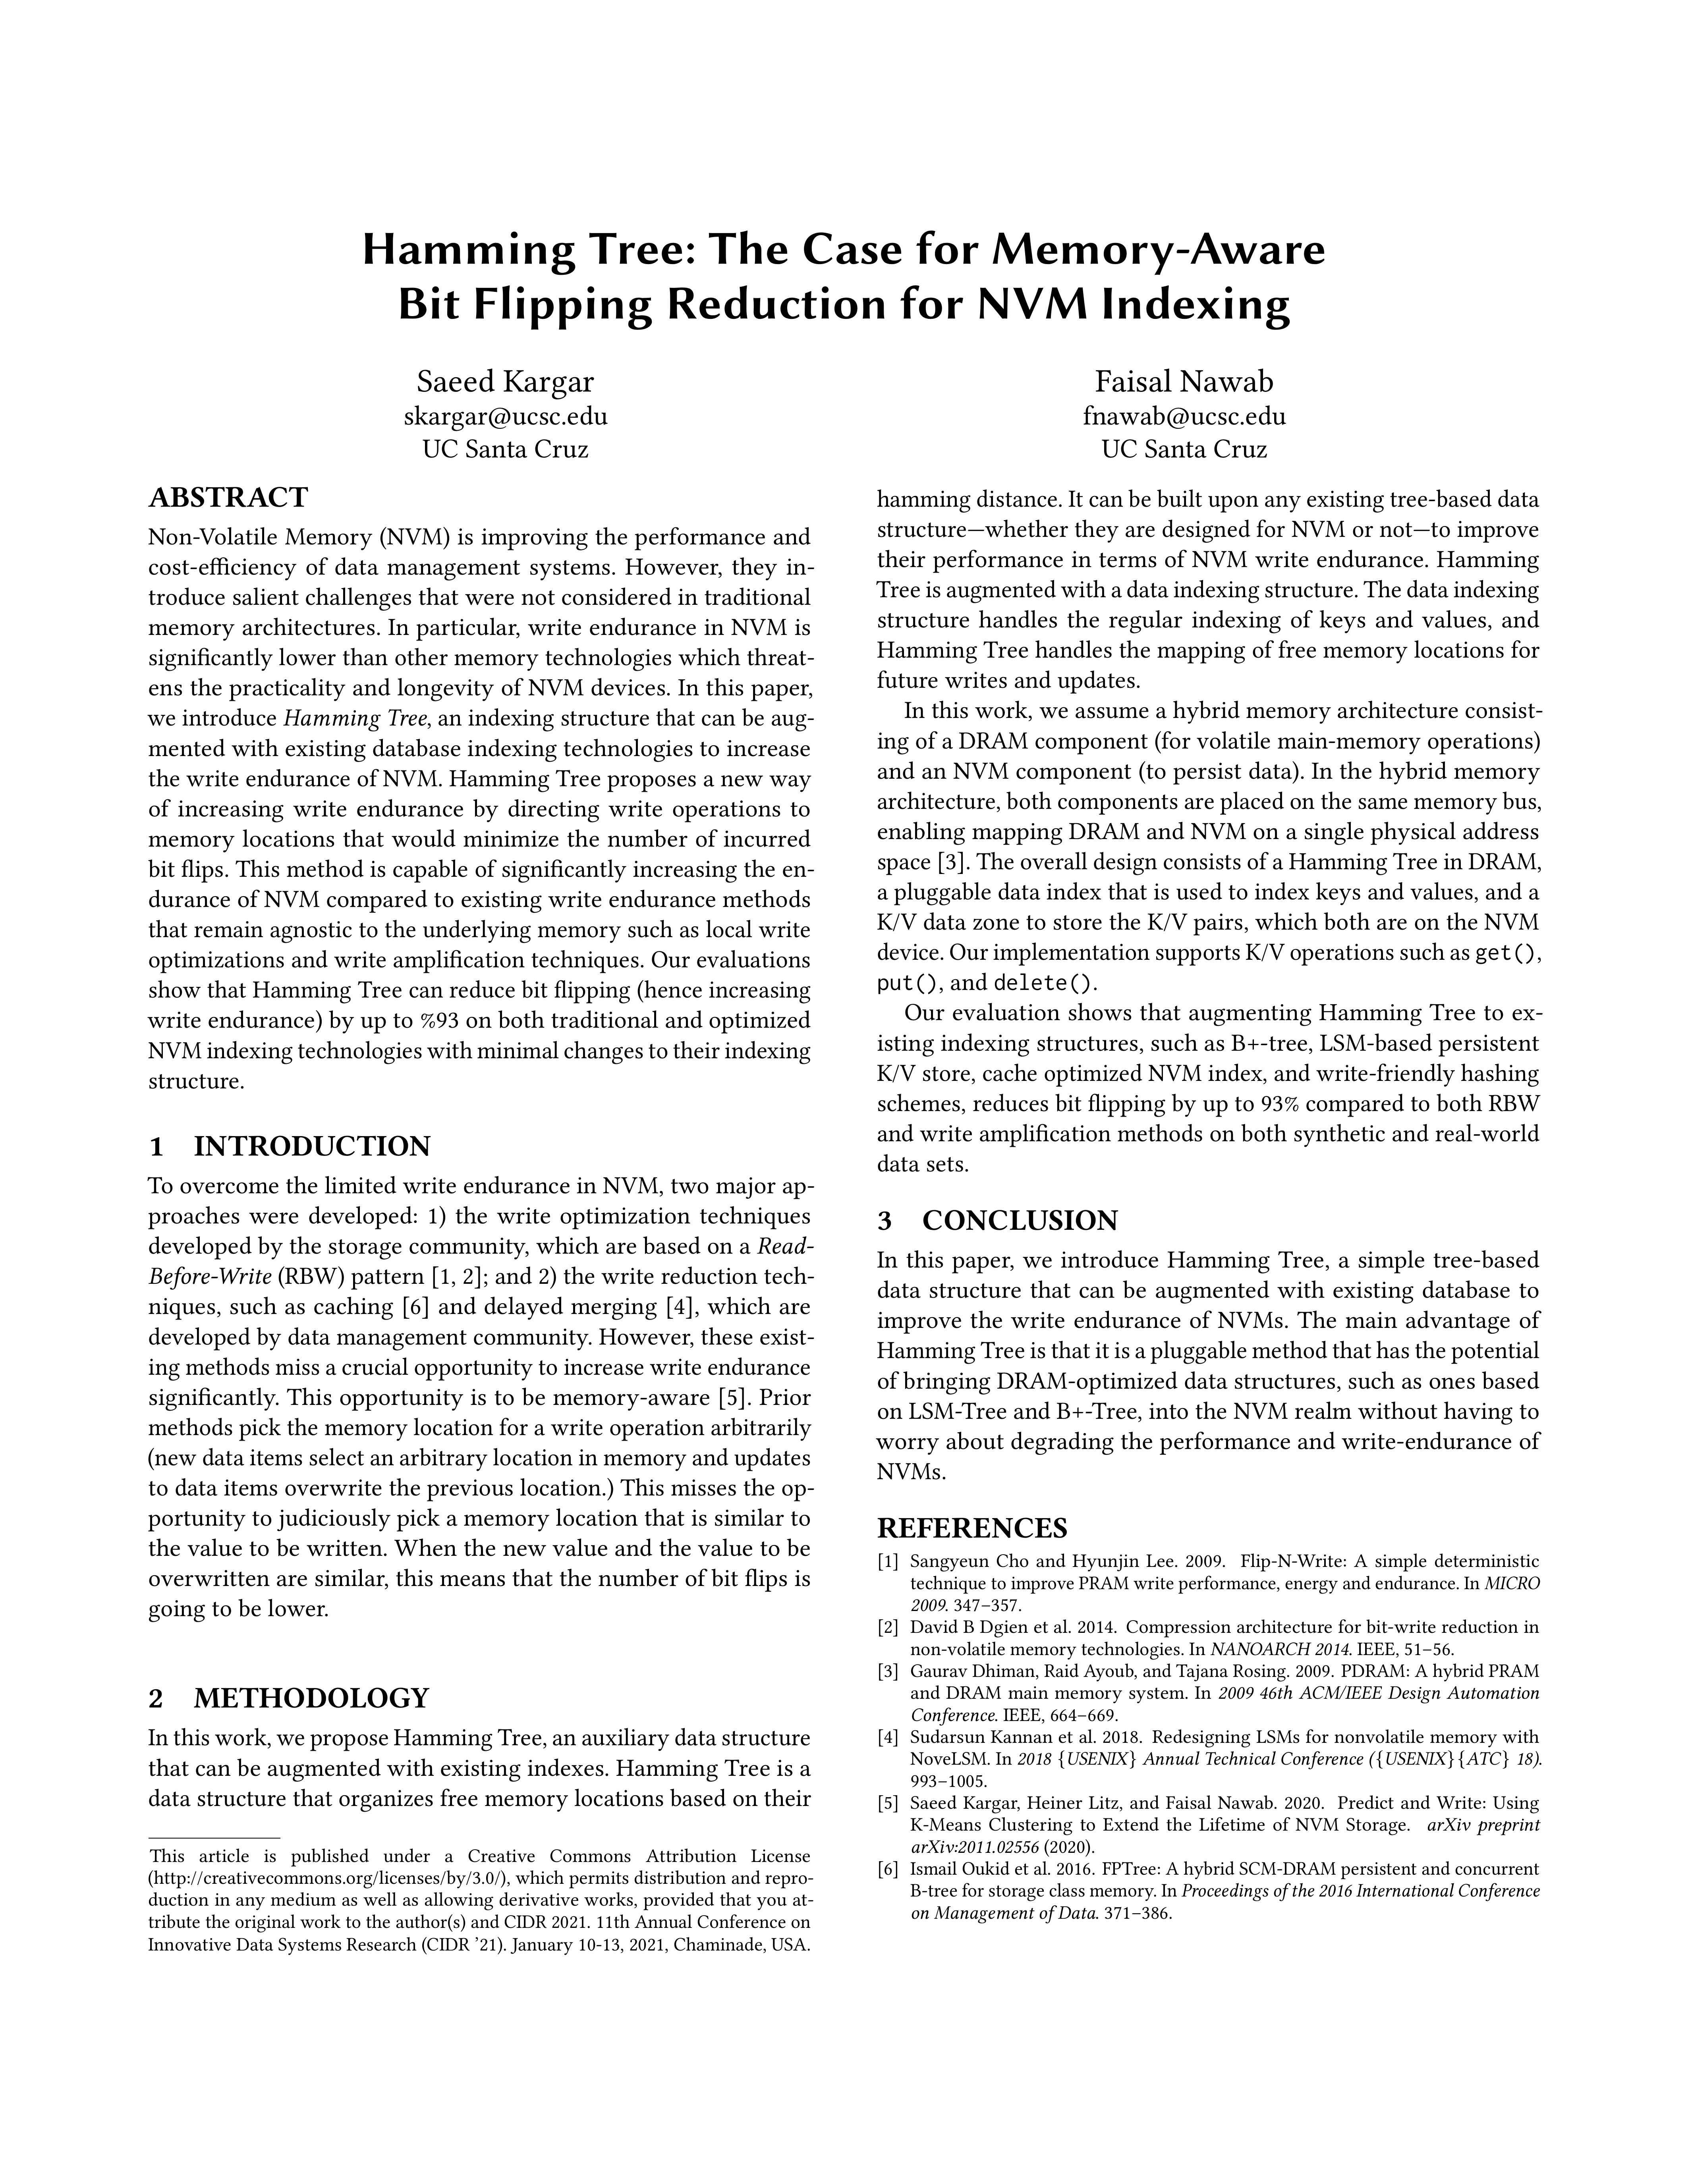 Hamming Tree: The Case for Memory-Aware
Bit Flipping Reduction for NVM Indexing
Saeed Kargar
skargar@ucsc.edu
UC Santa Cruz
Faisal Nawab
fnawab@ucsc.edu
UC Santa Cruz
ABSTRACT
Non-Volatile Memory (NVM) is improving the performance and
cost-efficiency of data management systems. However, they in-
troduce salient challenges that were not considered in traditional
memory architectures. In particular, write endurance in NVM is
significantly lower than other memory technologies which threat-
ens the practicality and longevity of NVM devices. In this paper,
we introduce Hamming Tree, an indexing structure that can be aug-
mented with existing database indexing technologies to increase
the write endurance of NVM. Hamming Tree proposes a new way
of increasing write endurance by directing write operations to
memory locations that would minimize the number of incurred
bit flips. This method is capable of significantly increasing the en-
durance of NVM compared to existing write endurance methods
that remain agnostic to the underlying memory such as local write
optimizations and write amplification techniques. Our evaluations
show that Hamming Tree can reduce bit flipping (hence increasing
write endurance) by up to %93 on both traditional and optimized
NVM indexing technologies with minimal changes to their indexing
structure.
1 INTRODUCTION
To overcome the limited write endurance in NVM, two major ap-
proaches were developed: 1) the write optimization techniques
developed by the storage community, which are based on a Read-
Before-Write (RBW) pattern [1, 2]; and 2) the write reduction tech-
niques, such as caching [6] and delayed merging [4], which are
developed by data management community. However, these exist-
ing methods miss a crucial opportunity to increase write endurance
significantly. This opportunity is to be memory-aware [5]. Prior
methods pick the memory location for a write operation arbitrarily
(new data items select an arbitrary location in memory and updates
to data items overwrite the previous location.) This misses the op-
portunity to judiciously pick a memory location that is similar to
the value to be written. When the new value and the value to be
overwritten are similar, this means that the number of bit flips is
going to be lower.
2 METHODOLOGY
In this work, we propose Hamming Tree, an auxiliary data structure
that can be augmented with existing indexes. Hamming Tree is a
data structure that organizes free memory locations based on their
This article is published under a Creative Commons Attribution License
(http://creativecommons.org/licenses/by/3.0/), which permits distribution and repro-
duction in any medium as well as allowing derivative works, provided that you at-
tribute the original work to the author(s) and CIDR 2021. 11th Annual Conference on
Innovative Data Systems Research (CIDR ’21). January 10-13, 2021, Chaminade, USA.
hamming distance. It can be built upon any existing tree-based data
structure—whether they are designed for NVM or not—to improve
their performance in terms of NVM write endurance. Hamming
Tree is augmented with a data indexing structure. The data indexing
structure handles the regular indexing of keys and values, and
Hamming Tree handles the mapping of free memory locations for
future writes and updates.
In this work, we assume a hybrid memory architecture consist-
ing of a DRAM component (for volatile main-memory operations)
and an NVM component (to persist data). In the hybrid memory
architecture, both components are placed on the same memory bus,
enabling mapping DRAM and NVM on a single physical address
space [3]. The overall design consists of a Hamming Tree in DRAM,
a pluggable data index that is used to index keys and values, and a
K/V data zone to store the K/V pairs, which both are on the NVM
device. Our implementation supports K/V operations such as get(),
put(), and delete().
Our evaluation shows that augmenting Hamming Tree to ex-
isting indexing structures, such as B+-tree, LSM-based persistent
K/V store, cache optimized NVM index, and write-friendly hashing
schemes, reduces bit flipping by up to 93% compared to both RBW
and write amplification methods on both synthetic and real-world
data sets.
3 CONCLUSION
In this paper, we introduce Hamming Tree, a simple tree-based
data structure that can be augmented with existing database to
improve the write endurance of NVMs. The main advantage of
Hamming Tree is that it is a pluggable method that has the potential
of bringing DRAM-optimized data structures, such as ones based
on LSM-Tree and B+-Tree, into the NVM realm without having to
worry about degrading the performance and write-endurance of
NVMs.
REFERENCES
[1] Sangyeun Cho and Hyunjin Lee. 2009. Flip-N-Write: A simple deterministic
technique to improve PRAM write performance, energy and endurance. In MICRO
2009. 347–357.
[2] David B Dgien et al. 2014. Compression architecture for bit-write reduction in
non-volatile memory technologies. In NANOARCH 2014. IEEE, 51–56.
[3] Gaurav Dhiman, Raid Ayoub, and Tajana Rosing. 2009. PDRAM: A hybrid PRAM
and DRAM main memory system. In 2009 46th ACM/IEEE Design Automation
Conference. IEEE, 664–669.
[4] Sudarsun Kannan et al. 2018. Redesigning LSMs for nonvolatile memory with
NoveLSM. In 2018 {USENIX} Annual Technical Conference ({USENIX}{ATC} 18).
993–1005.
[5] Saeed Kargar, Heiner Litz, and Faisal Nawab. 2020. Predict and Write: Using
K-Means Clustering to Extend the Lifetime of NVM Storage. arXiv preprint
arXiv:2011.02556 (2020).
[6] Ismail Oukid et al. 2016. FPTree: A hybrid SCM-DRAM persistent and concurrent
B-tree for storage class memory. In Proceedings of the 2016 International Conference
on Management of Data. 371–386.